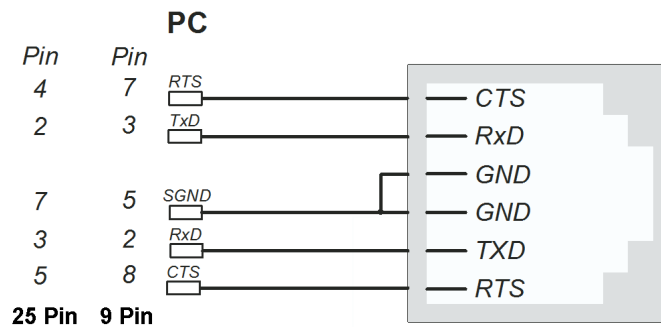 PC
Pin Pin
4 7 RTS CTS
2 3 TxD RxD
GND
7 5 SGND GND
3 2 RxD TXD
5 8 CTS RTS
25 Pin 9 Pin